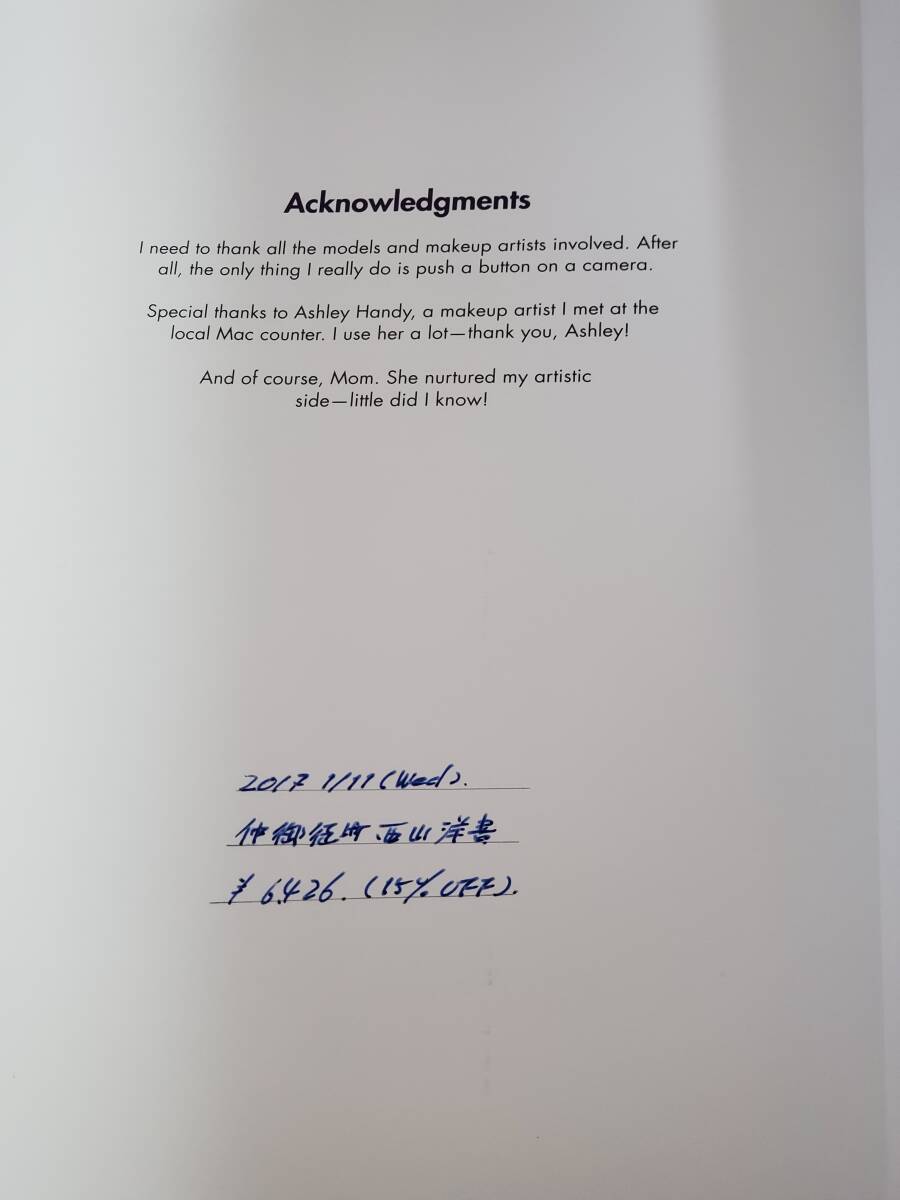 Acknowledgments
I need to thank all the models and makeup artists involved. After
all, the only thing I really do is push a button on a camera.
Special thanks to Ashley Handy, a makeup artist I met at the
local Mac counter. I use her a lot—thank you, Ashley!
And of course, Mom. She nurtured my artistic
side—little did I know!
2017 1/11 (Wed).
仲御徒町 西山洋書
¥ 6.426. (15% OFF).